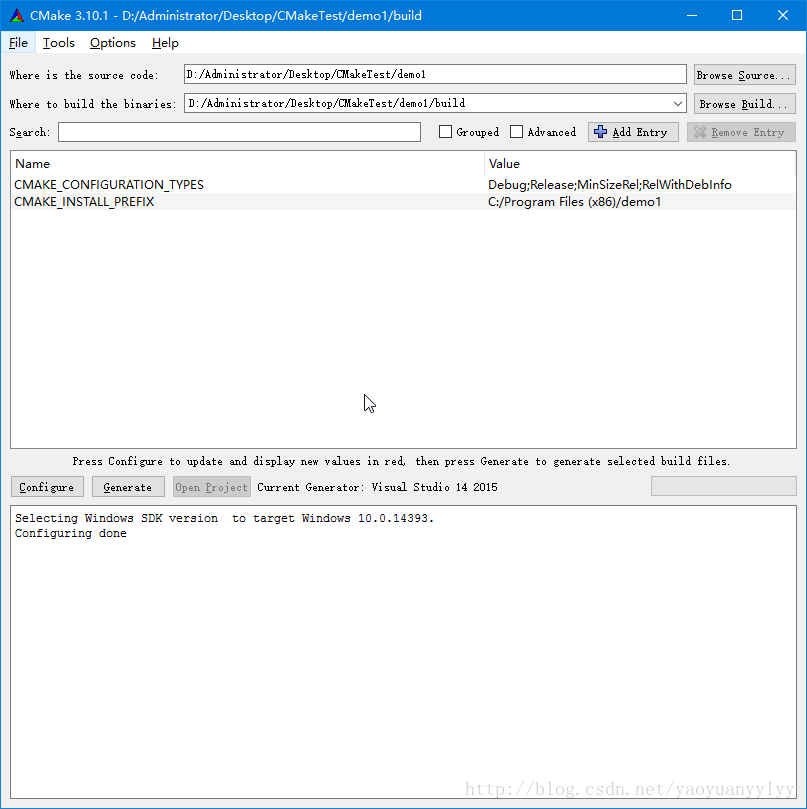 CMake 3.10.1 - D:/Administrator/Desktop/CMakeTest/demo1/build
File Tools Options Help
Where is the source code: D:/Administrator/Desktop/CMakeTest/demo1 Browse Source...
Where to build the binaries: D:/Administrator/Desktop/CMakeTest/demo1/build Browse Build...
Search: Grouped Advanced Add Entry Remove Entry
Name Value
CMAKE_CONFIGURATION_TYPES Debug;Release;MinSizeRel;RelWithDebInfo
CMAKE_INSTALL_PREFIX C:/Program Files (x86)/demo1
Press Configure to update and display new values in red, then press Generate to generate selected build files.
Configure Generate Open Project Current Generator: Visual Studio 14 2015
Selecting Windows SDK version  to target Windows 10.0.14393.
Configuring done
http://blog.csdn.net/yaoyuanyylyy